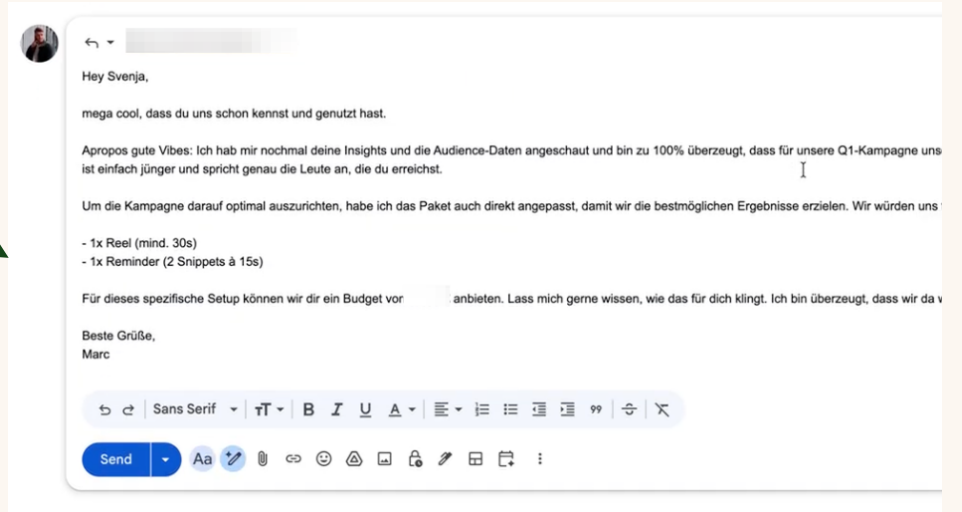 Hey Svenja,
mega cool, dass du uns schon kennst und genutzt hast.
Apropos gute Vibes: Ich hab mir nochmal deine Insights und die Audience-Daten angeschaut und bin zu 100% überzeugt, dass für unsere Q1-Kampagne
ist einfach jünger und spricht genau die Leute an, die du erreichst.
Um die Kampagne darauf optimal auszurichten, habe ich das Paket auch direkt angepasst, damit wir die bestmöglichen Ergebnisse erzielen. Wir würden uns
- 1x Reel (mind. 30s)
- 1x Reminder (2 Snippets à 15s)
Für dieses spezifische Setup können wir dir ein Budget anbieten. Lass mich gerne wissen, wie das für dich klingt. Ich bin überzeugt, dass wir da
Beste Grüße,
Marc
Sans Serif
Send